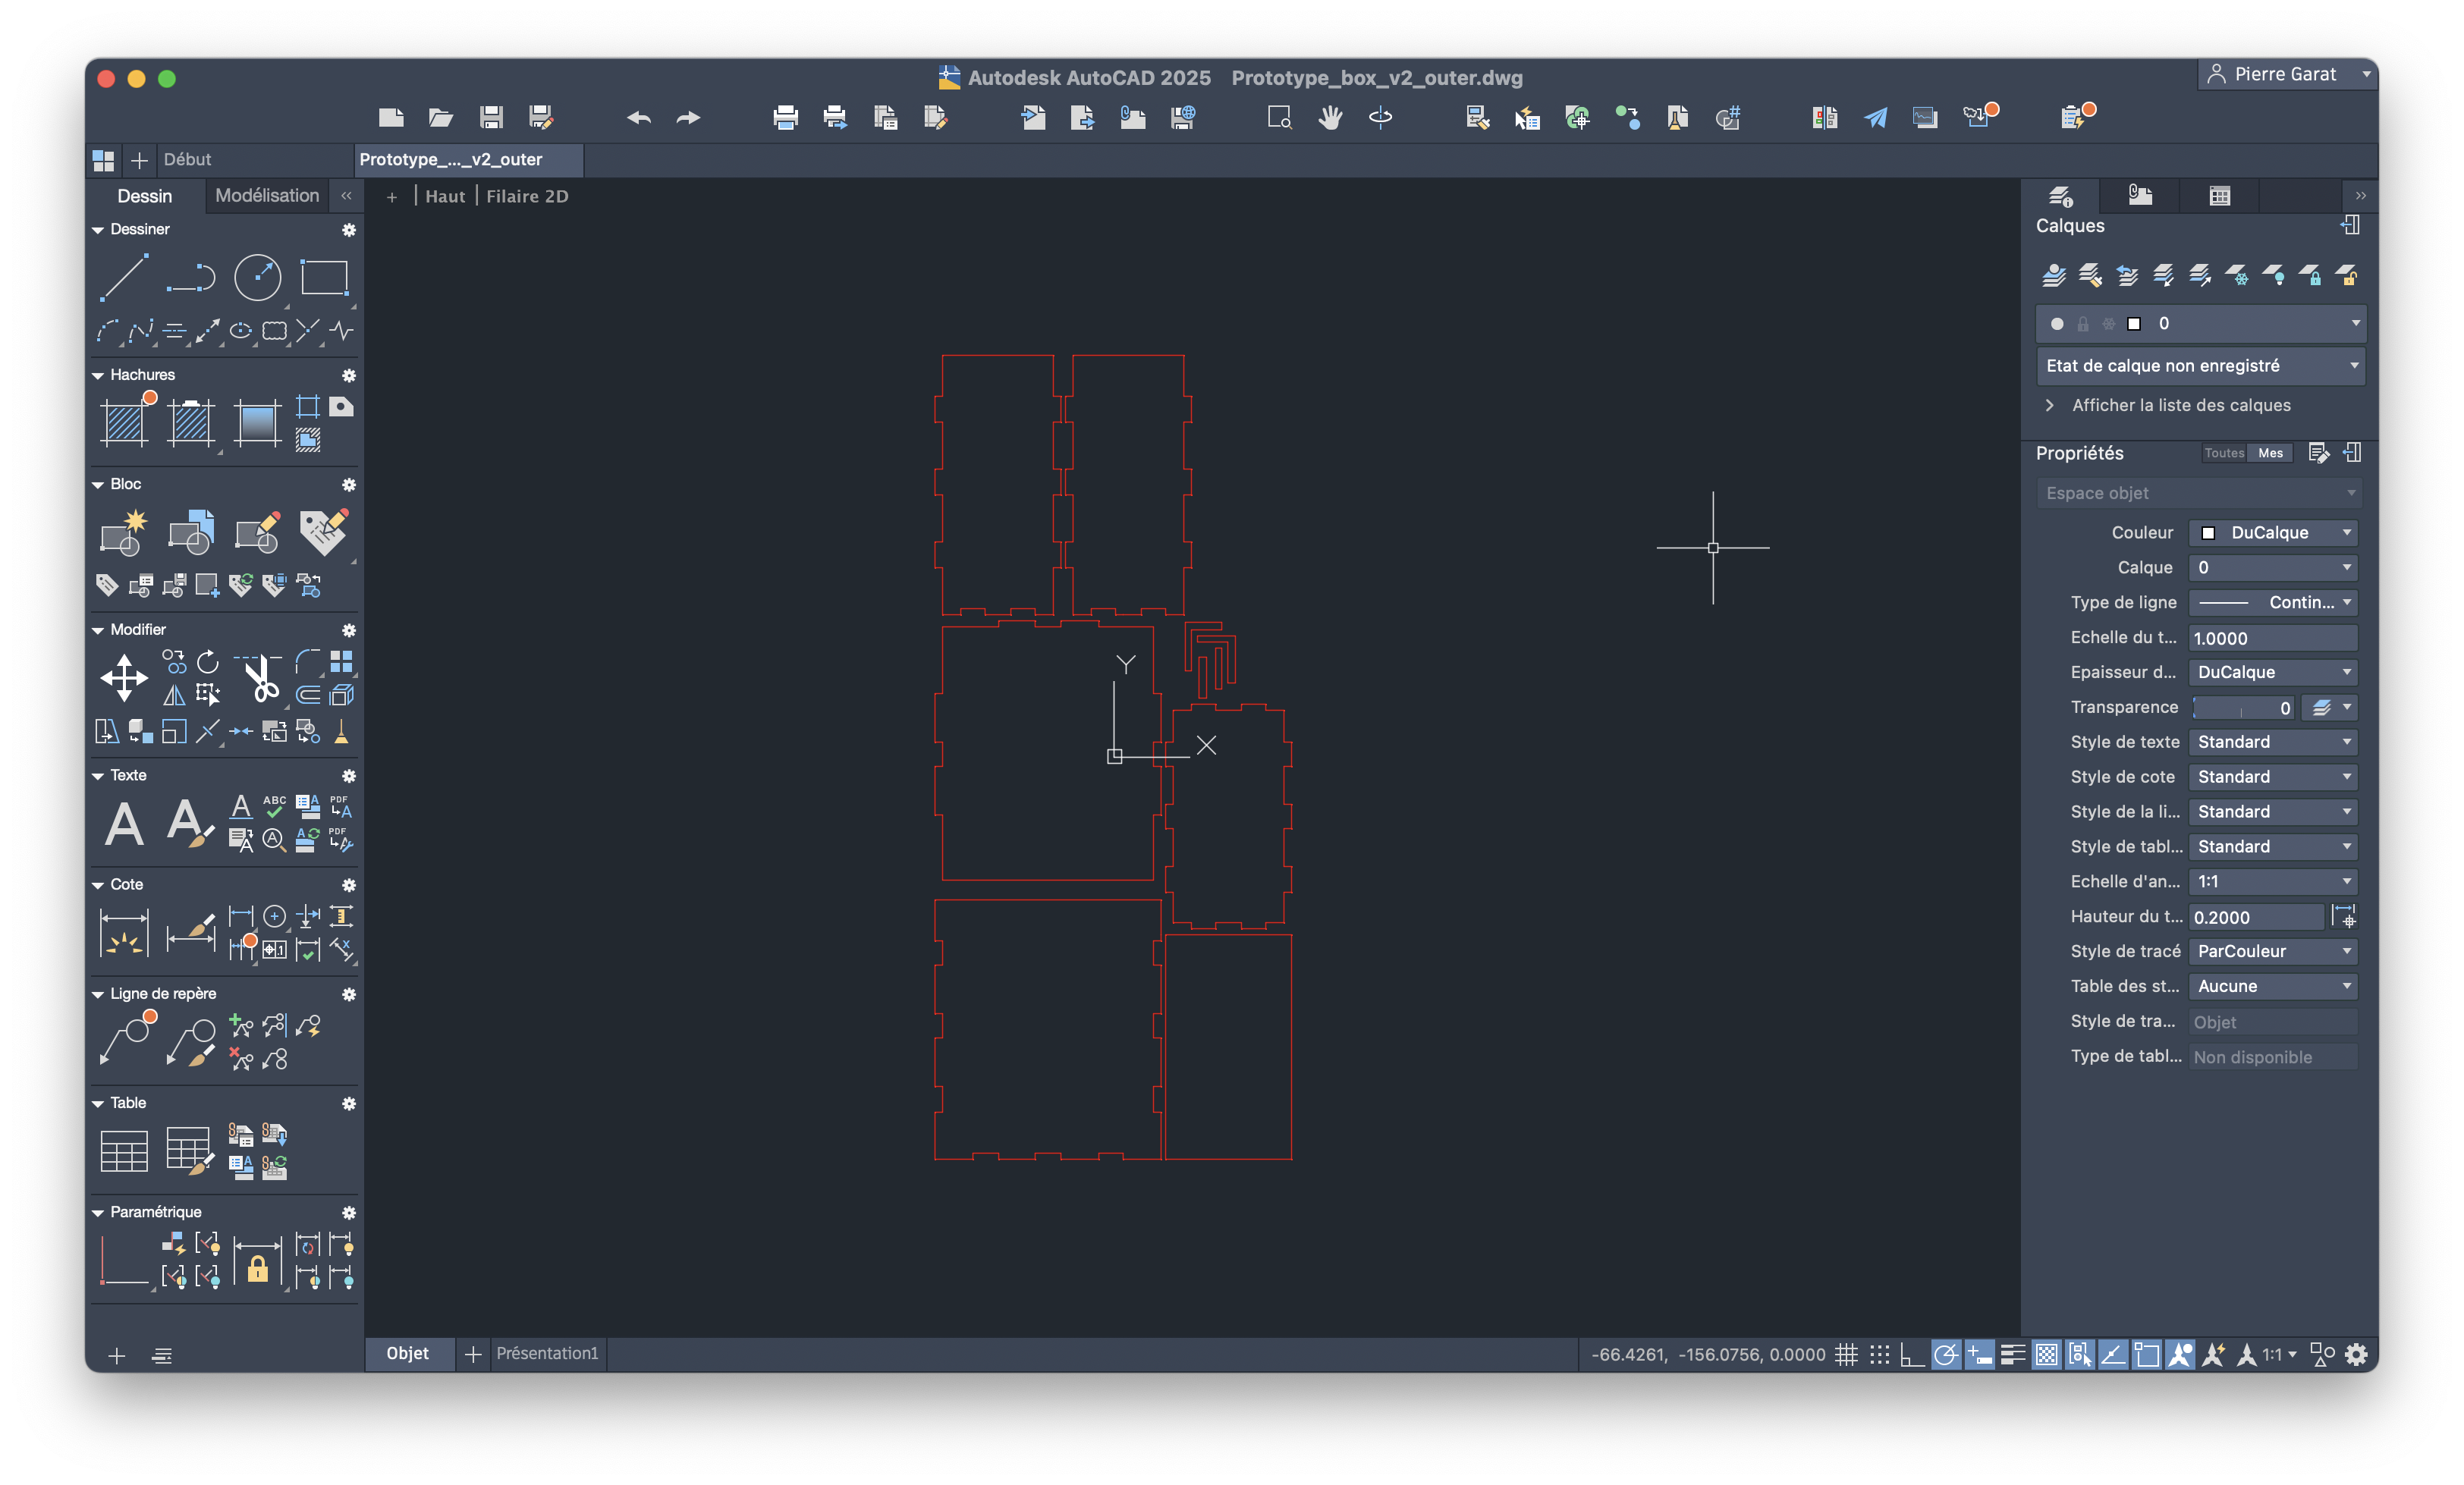 Autodesk AutoCAD 2025 Prototype_box_v2_outer.dwg
Pierre Garat
Début
Prototype_..._v2_outer
Dessin
Modélisation
+ | Haut | Filaire 2D
Dessiner
Hachures
Bloc
Modifier
Texte
A
A
A
ABC
A
PDF
A
A
A
A
PDF
Cote
Ligne de repère
Table
Paramétrique
Y
X
Calques
0
Etat de calque non enregistré
Afficher la liste des calques
Propriétés
Toutes
Mes
Espace objet
Couleur DuCalque
Calque 0
Type de ligne Contin...
Echelle du t... 1.0000
Epaisseur d... DuCalque
Transparence 0
Style de texte Standard
Style de cote Standard
Style de la li... Standard
Style de tabl... Standard
Echelle d'an... 1:1
Hauteur du t... 0.2000
Style de tracé ParCouleur
Table des st... Aucune
Style de tra... Objet
Type de tabl... Non disponible
Objet
Présentation1
-66.4261, -156.0756, 0.0000
1:1